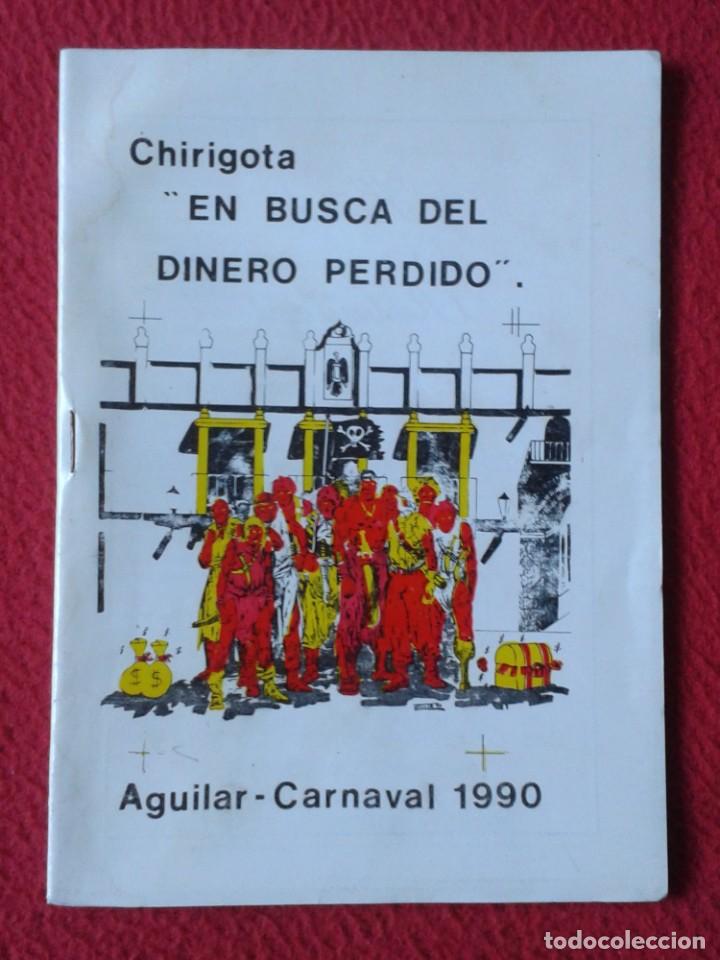 Chirigota
"EN BUSCA DEL
DINERO PERDIDO".
$ $
Aguilar - Carnaval 1990
todocoleccion